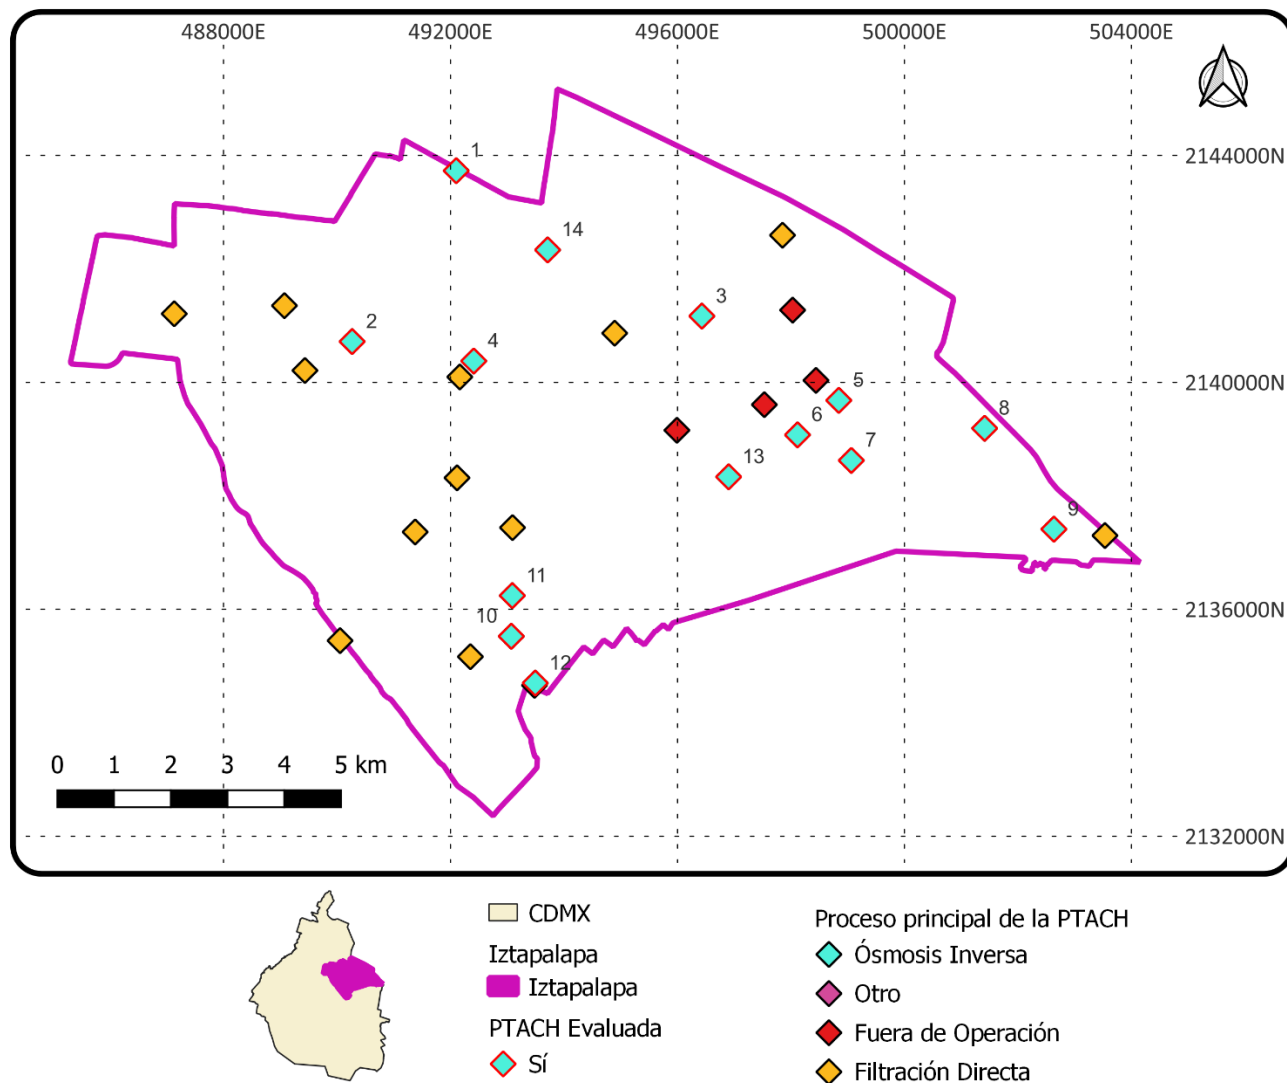 488000E 492000E 496000E 500000E 504000E
1
2144000N
14
3
2
4
2140000N
5
6
7
8
13
9
11
2136000N
10
12
0 1 2 3 4 5 km
2132000N
CDMX
Iztapalapa
Iztapalapa
PTACH Evaluada
Sí
Proceso principal de la PTACH
Ósmosis Inversa
Otro
Fuera de Operación
Filtración Directa